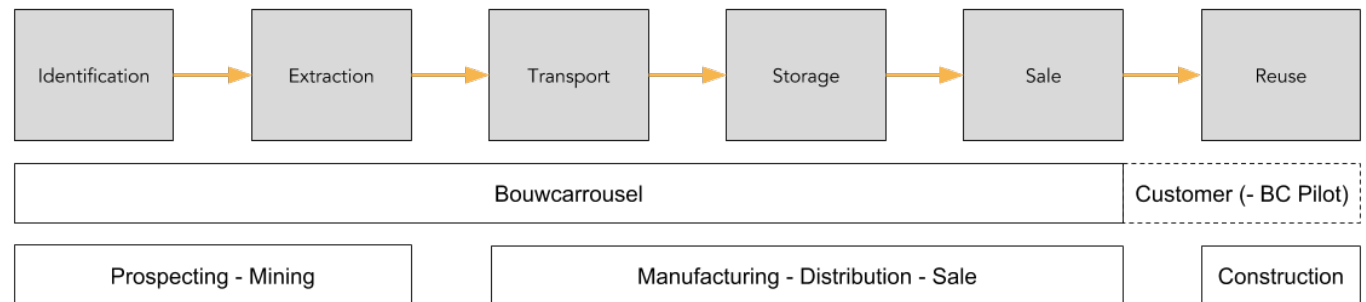 Identification
Extraction
Transport
Storage
Sale
Reuse
Bouwcarrousel
Customer (- BC Pilot)
Prospecting - Mining
Manufacturing - Distribution - Sale
Construction